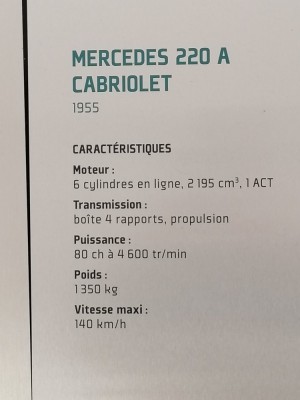 MERCEDES 220 A
CABRIOLET
1955
CARACTÉRISTIQUES
Moteur :
6 cylindres en ligne, 2 195 cm³, 1 ACT
Transmission :
boîte 4 rapports, propulsion
Puissance :
80 ch à 4 600 tr/min
Poids :
1 350 kg
Vitesse maxi :
140 km/h